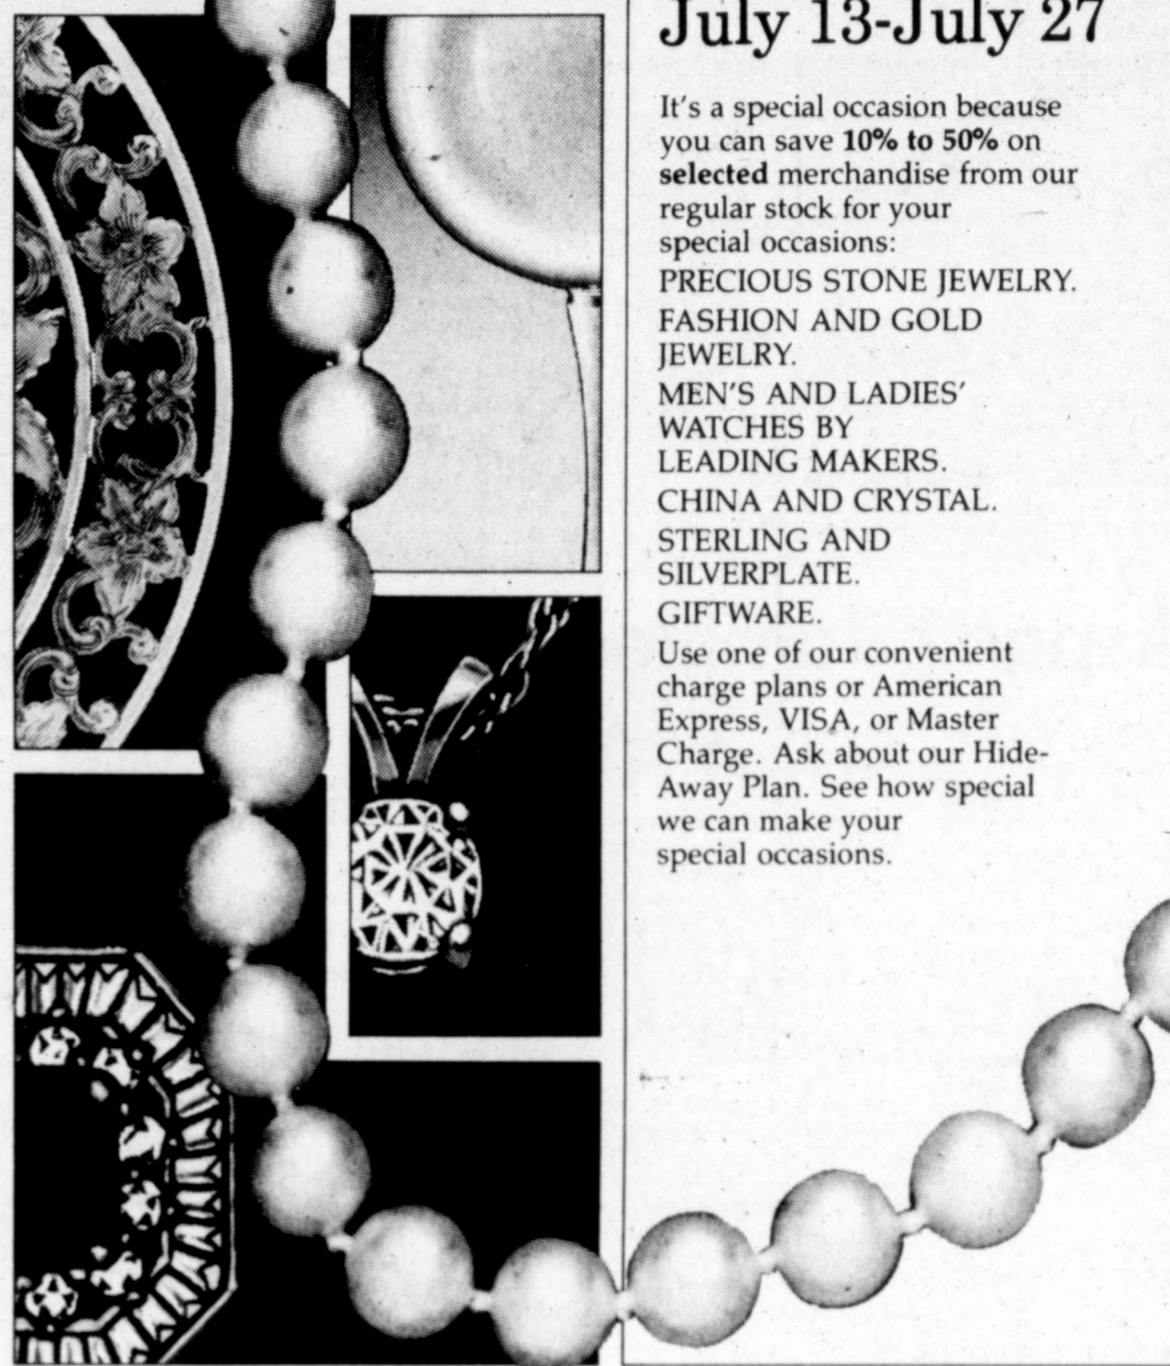 July 13-July 27
It's a special occasion because
you can save 10% to 50% on
selected merchandise from our
regular stock for your
special occasions:
PRECIOUS STONE JEWELRY.
FASHION AND GOLD
JEWELRY.
MEN'S AND LADIES'
WATCHES BY
LEADING MAKERS.
CHINA AND CRYSTAL.
STERLING AND
SILVERPLATE.
GIFTWARE.
Use one of our convenient
charge plans or American
Express, VISA, or Master
Charge. Ask about our Hide-
Away Plan. See how special
we can make your
special occasions.